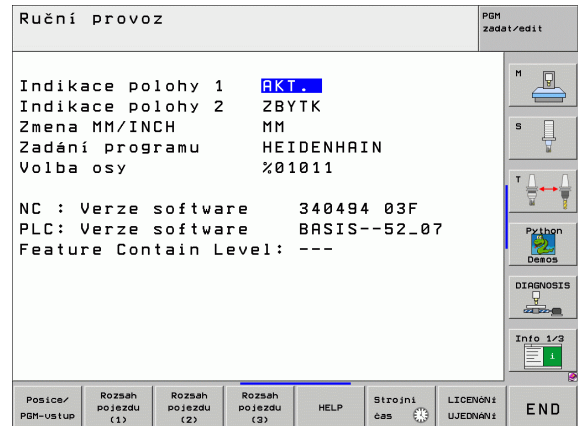 Ruční provoz
PGM
zadat/edit
Indikace polohy 1 AKT.
Indikace polohy 2 ZBYTK
Zmena MM/INCH MM
Zadání programu HEIDENHAIN
Volba osy %01011
NC : Verze software 340494 03F
PLC: Verze software BASIS--52_07
Feature Contain Level: ---
M
S
T
Python
Demos
DIAGNOSIS
Info 1/3
i
Posice/
PGM-vstup
Rozsah
pojezdu
(1)
Rozsah
pojezdu
(2)
Rozsah
pojezdu
(3)
HELP
Strojní
čas
LICENČNÍ
UJEDNÁNÍ
END